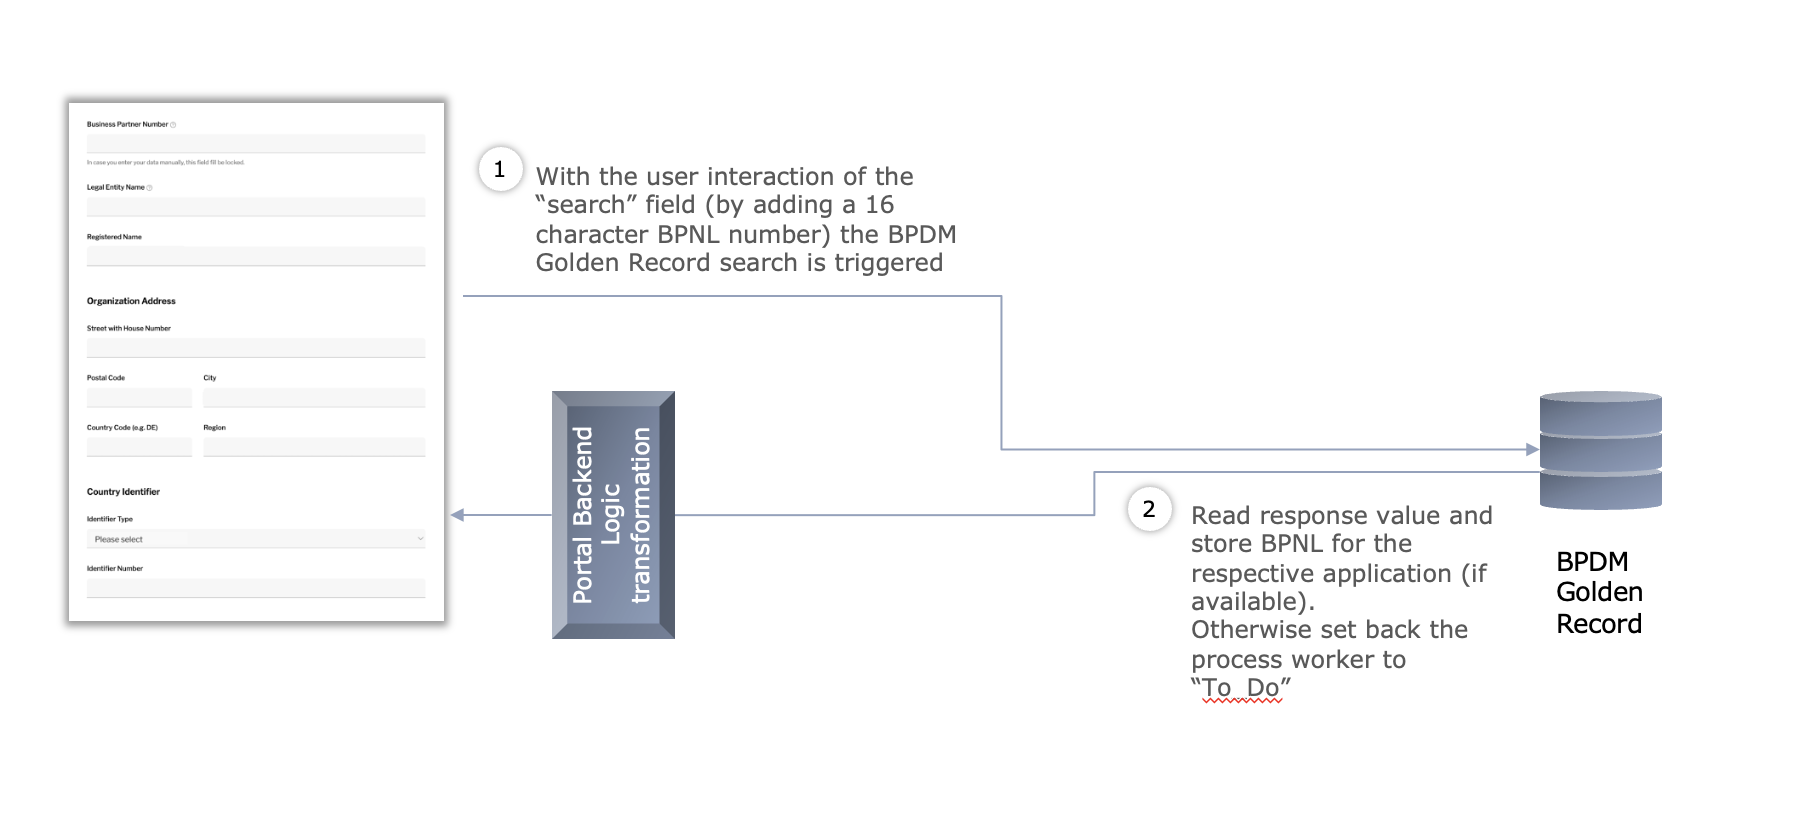 Business Partner Number
In case you enter your data manually, this field fill be locked.
Legal Entity Name
Registered Name
Organization Address
Street with House Number
Postal Code City
Country Code (e.g. DE) Region
Country Identifier
Identifier Type
Please select
Identifier Number
1
With the user interaction of the
“search” field (by adding a 16
character BPNL number) the BPDM
Golden Record search is triggered
Portal Backend
Logic
transformation
2
Read response value and
store BPNL for the
respective application (if
available).
Otherwise set back the
process worker to
“To_Do”
BPDM
Golden
Record